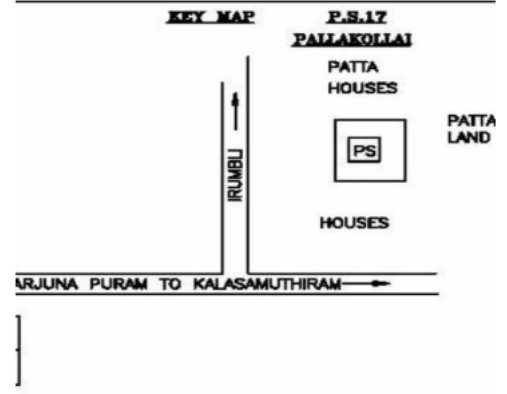 KEY MAP P.S.17
PALLAKOLLAI
PATTA
HOUSES
PATTA
LAND
PS
IRUMBLI
HOUSES
ARJUNA PURAM TO KALASAMUTHIRAM